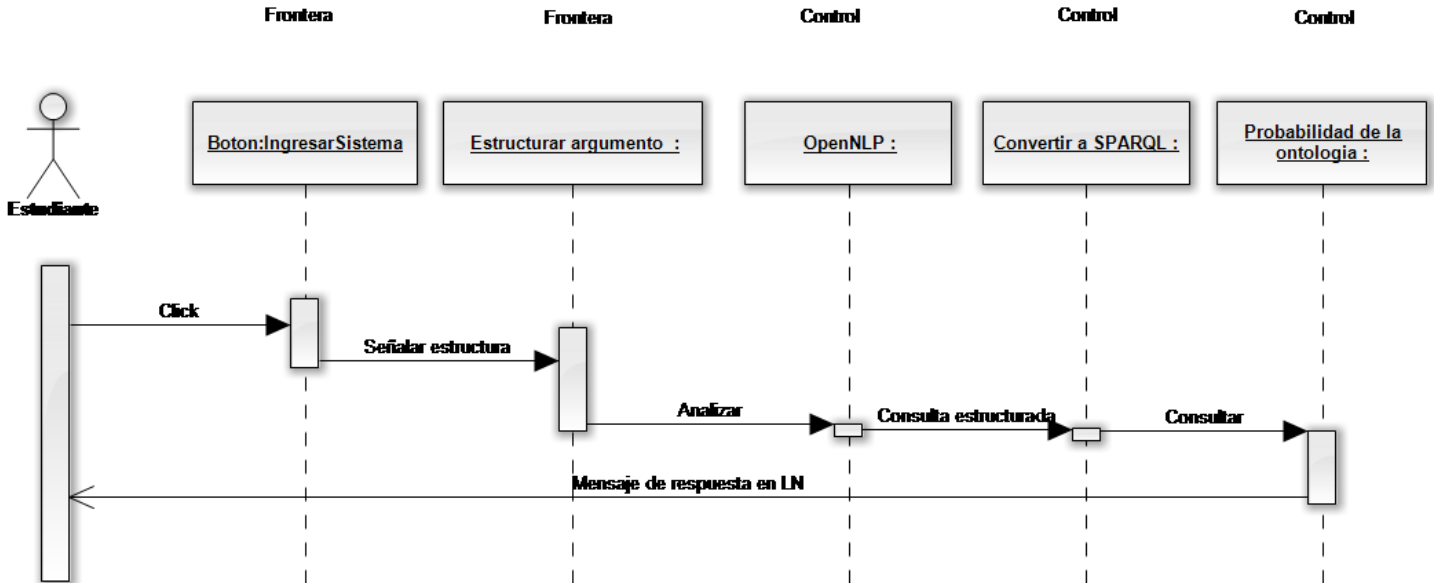 Frontera
Frontera
Control
Control
Control
Estudiante
Boton:IngresarSistema
Estructurar argumento :
OpenNLP :
Convertir a SPARQL :
Probabilidad de la
ontologia :
Click
Señalar estructura
Analizar
Consulta estructurada
Consultar
Mensaje de respuesta en LN